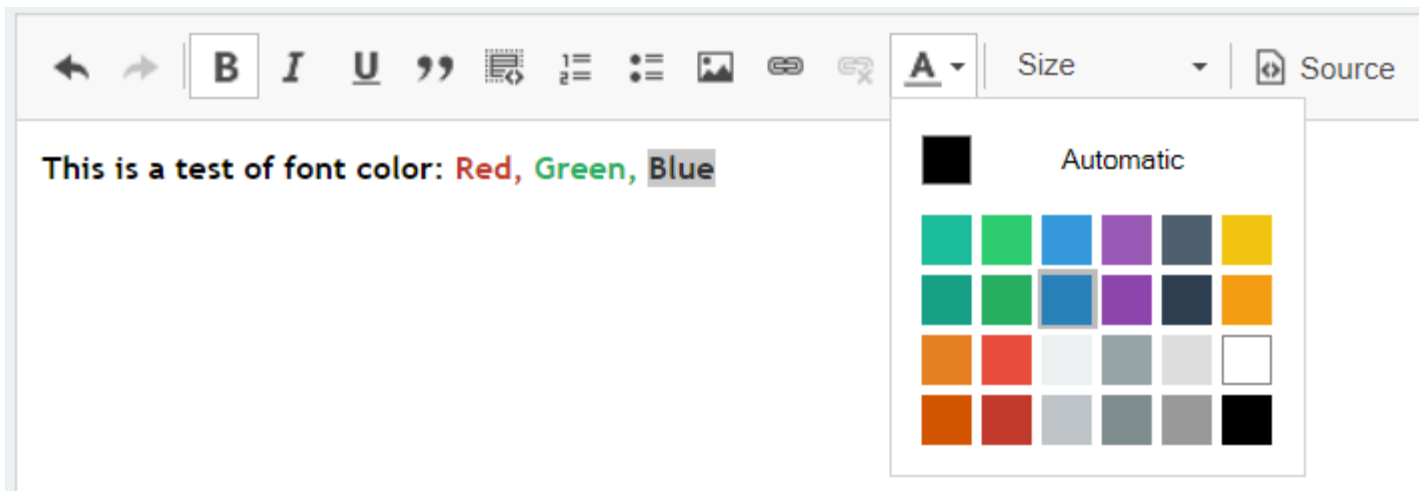 B I U Size Source
Automatic
This is a test of font color: Red, Green, Blue